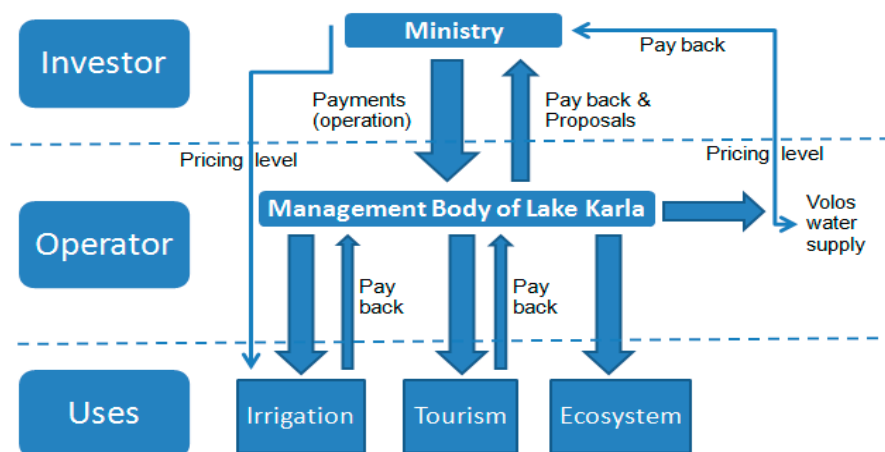 Investor
Ministry
Pay back
Payments
(operation)
Pay back &
Proposals
Pricing level
Pricing level
Operator
Management Body of Lake Karla
Volos
water
supply
Pay
back
Pay
back
Uses
Irrigation
Tourism
Ecosystem